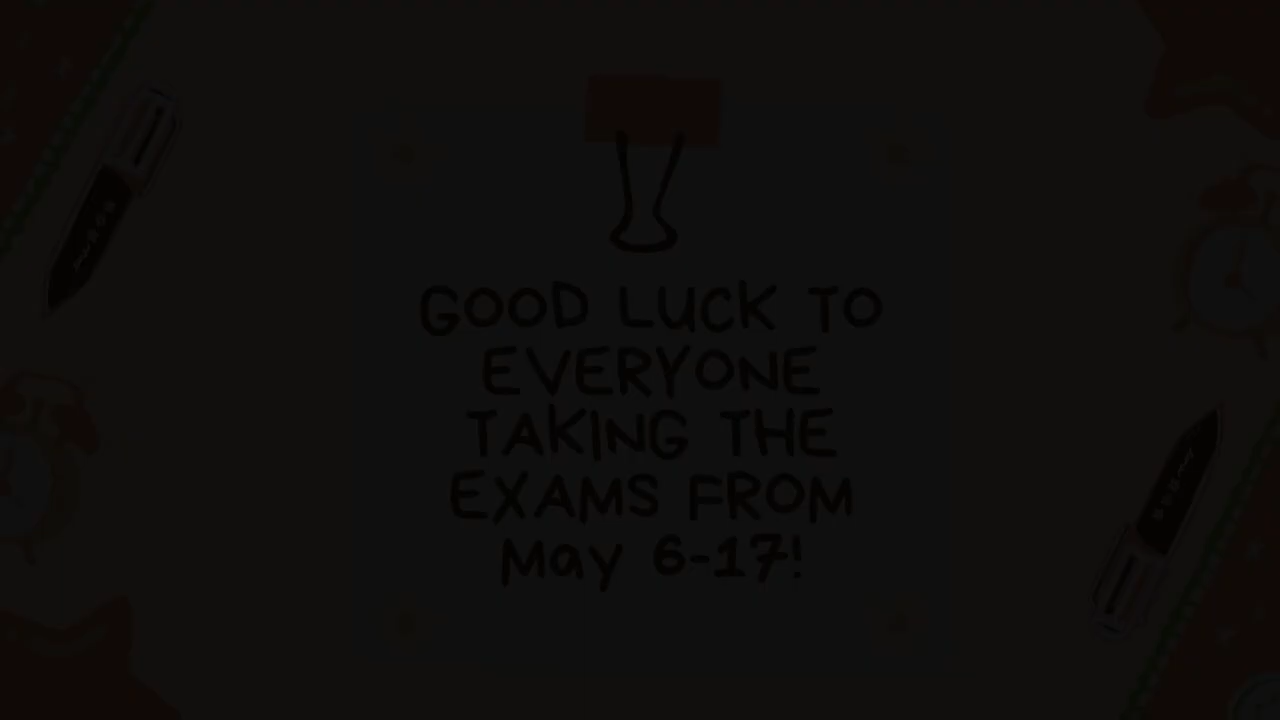 GOOD LUCK TO
EVERYONE
TAKING THE
EXAMS FROM
May 6-17!